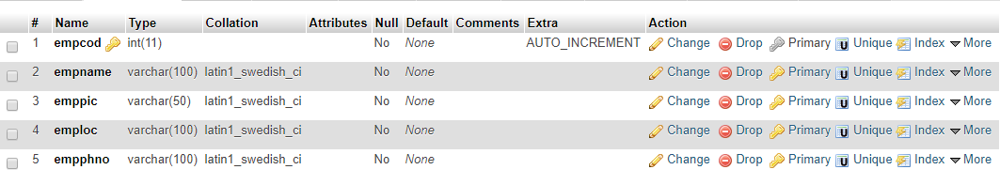 # Name Type Collation Attributes Null Default Comments Extra Action
1 empcod int(11) No None AUTO_INCREMENT Change Drop Primary Unique Index More
2 empname varchar(100) latin1_swedish_ci No None Change Drop Primary Unique Index More
3 emppic varchar(50) latin1_swedish_ci No None Change Drop Primary Unique Index More
4 emploc varchar(100) latin1_swedish_ci No None Change Drop Primary Unique Index More
5 empphno varchar(100) latin1_swedish_ci No None Change Drop Primary Unique Index More